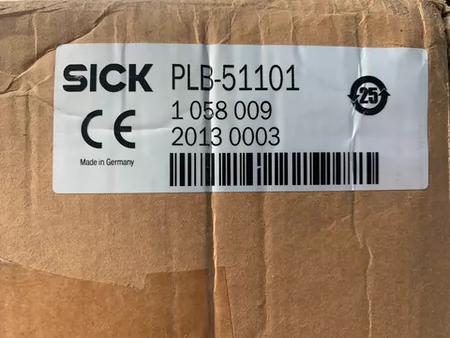 SICK PLB-51101
1 058 009
2013 0003
CE
Made in Germany
25